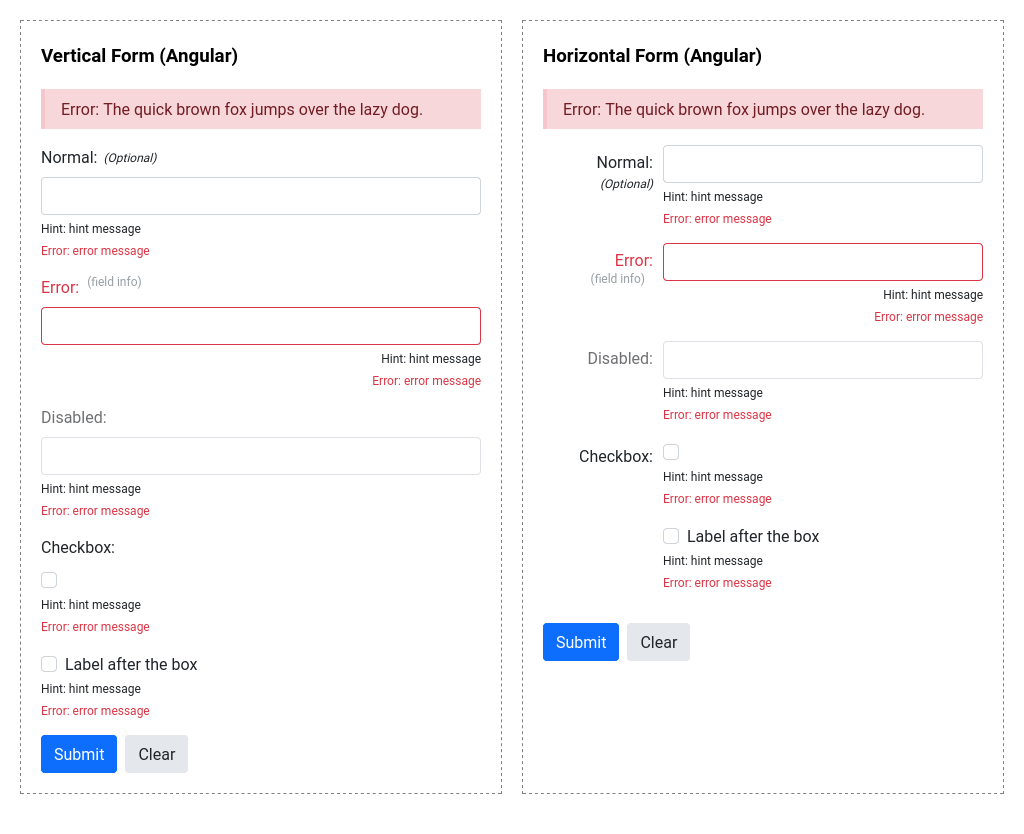 Vertical Form (Angular)
Error: The quick brown fox jumps over the lazy dog.
Normal: (Optional)
Hint: hint message
Error: error message
Error: (field info)
Hint: hint message
Error: error message
Disabled:
Hint: hint message
Error: error message
Checkbox:
Hint: hint message
Error: error message
Label after the box
Hint: hint message
Error: error message
Submit Clear
Horizontal Form (Angular)
Error: The quick brown fox jumps over the lazy dog.
Normal:
(Optional)
Hint: hint message
Error: error message
Error:
(field info)
Hint: hint message
Error: error message
Disabled:
Hint: hint message
Error: error message
Checkbox:
Hint: hint message
Error: error message
Label after the box
Hint: hint message
Error: error message
Submit Clear